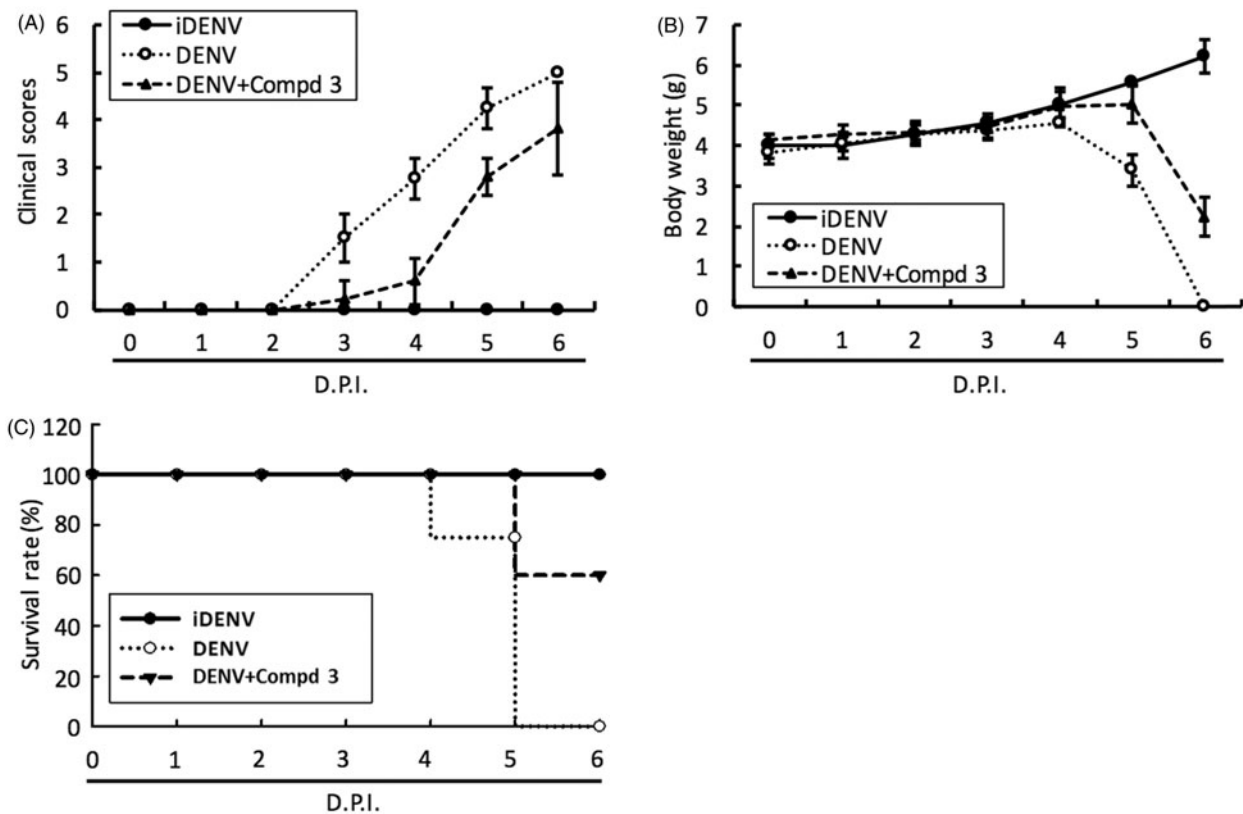 (A)
Clinical scores
6
5
4
3
2
1
0
iDENV
DENV
DENV+Compd 3
0 1 2 3 4 5 6
D.P.I.
(B)
Body weight (g)
7
6
5
4
3
2
1
0
iDENV
DENV
DENV+Compd 3
0 1 2 3 4 5 6
D.P.I.
(C)
Survival rate (%)
120
100
80
60
40
20
0
iDENV
DENV
DENV+Compd 3
0 1 2 3 4 5 6
D.P.I.